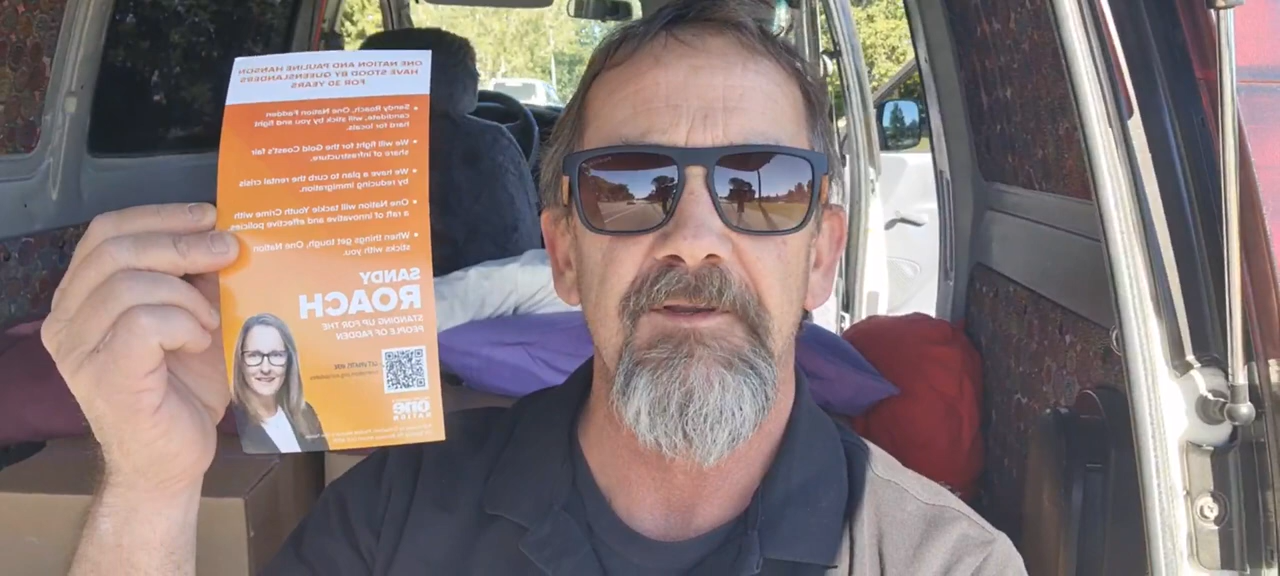 ONE NATION AND PAULINE HANSON
HAVE STOOD BY QUEENSLANDERS
FOR 30 YEARS
• Sandy Roach, One Nation Fadden
candidate, will stick by you and fight
hard for locals.
• We will fight for the Gold Coast's fair
share of infrastructure.
• We have a plan to curb the rental crisis
by reducing immigration.
• One Nation will tackle Youth Crime with
a raft of innovative and effective policies
• When things get tough, One Nation
sticks with you.
SANDY
ROACH
STANDING UP FOR THE
PEOPLE OF FADDEN
one
NATION